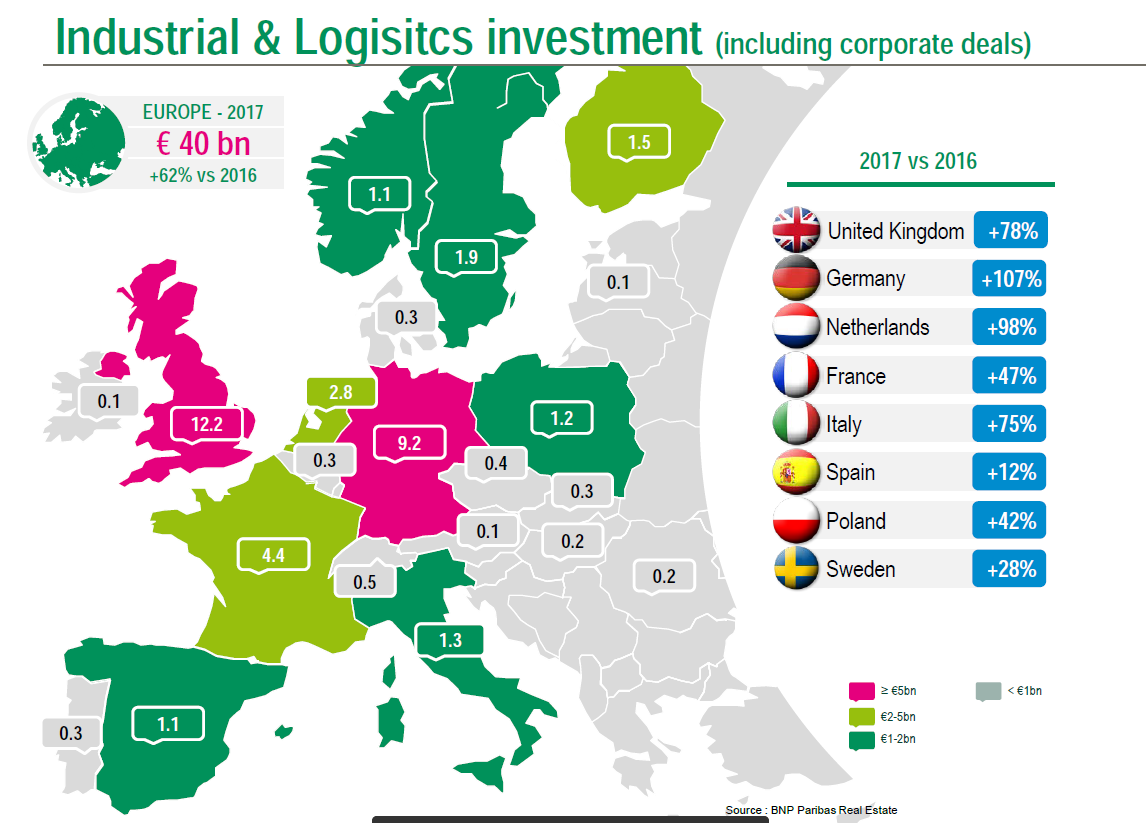 Industrial & Logisitcs investment (including corporate deals)
EUROPE - 2017
€ 40 bn
+62% vs 2016
1.5
1.1
1.9
0.1
0.3
2.8
0.1
12.2
9.2
1.2
0.3
0.4
0.3
0.1
0.2
4.4
0.5
0.2
1.3
0.3
1.1
2017 vs 2016
United Kingdom +78%
Germany +107%
Netherlands +98%
France +47%
Italy +75%
Spain +12%
Poland +42%
Sweden +28%
≥ €5bn
< €1bn
€2-5bn
€1-2bn
Source : BNP Paribas Real Estate